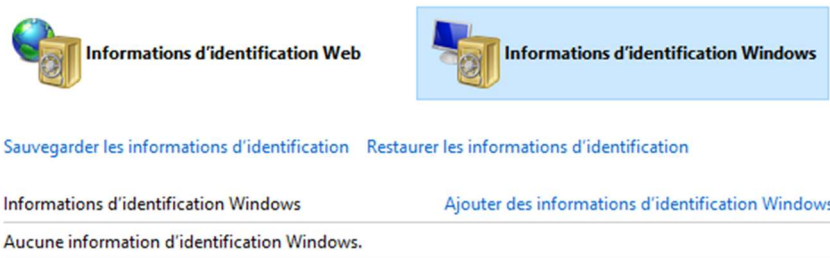 Informations d'identification Web
Informations d'identification Windows
Sauvegarder les informations d'identification Restaurer les informations d'identification
Informations d'identification Windows Ajouter des informations d'identification Windows
Aucune information d'identification Windows.